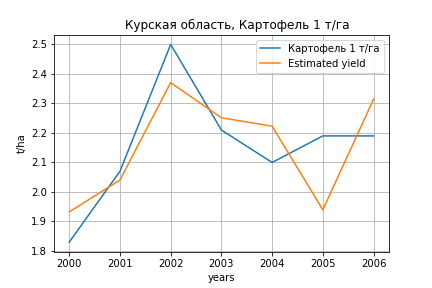 Курская область, Картофель 1 т/га
Картофель 1 т/га
Estimated yield
2.5
2.4
2.3
2.2
2.1
2.0
1.9
1.8
t/ha
2000 2001 2002 2003 2004 2005 2006
years